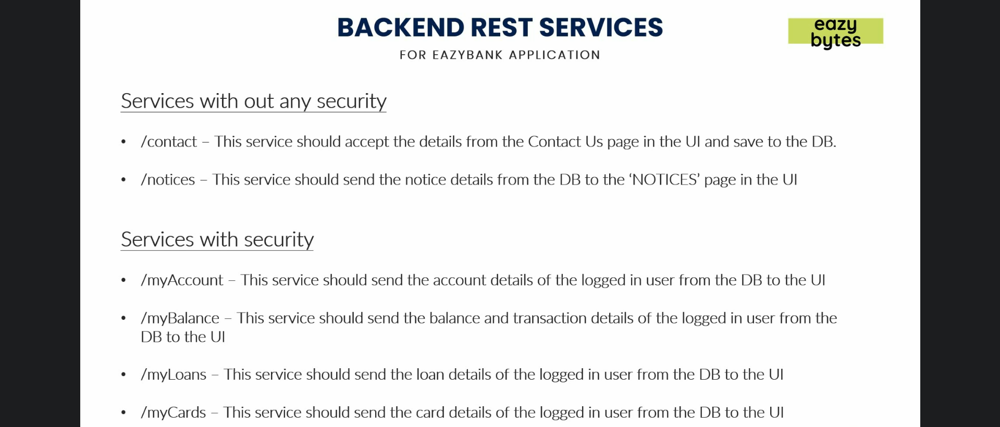 BACKEND REST SERVICES
FOR EAZYBANK APPLICATION
eazy
bytes
Services with out any security
• /contact – This service should accept the details from the Contact Us page in the UI and save to the DB.
• /notices – This service should send the notice details from the DB to the ‘NOTICES’ page in the UI
Services with security
• /myAccount – This service should send the account details of the logged in user from the DB to the UI
• /myBalance – This service should send the balance and transaction details of the logged in user from the
DB to the UI
• /myLoans – This service should send the loan details of the logged in user from the DB to the UI
• /myCards – This service should send the card details of the logged in user from the DB to the UI